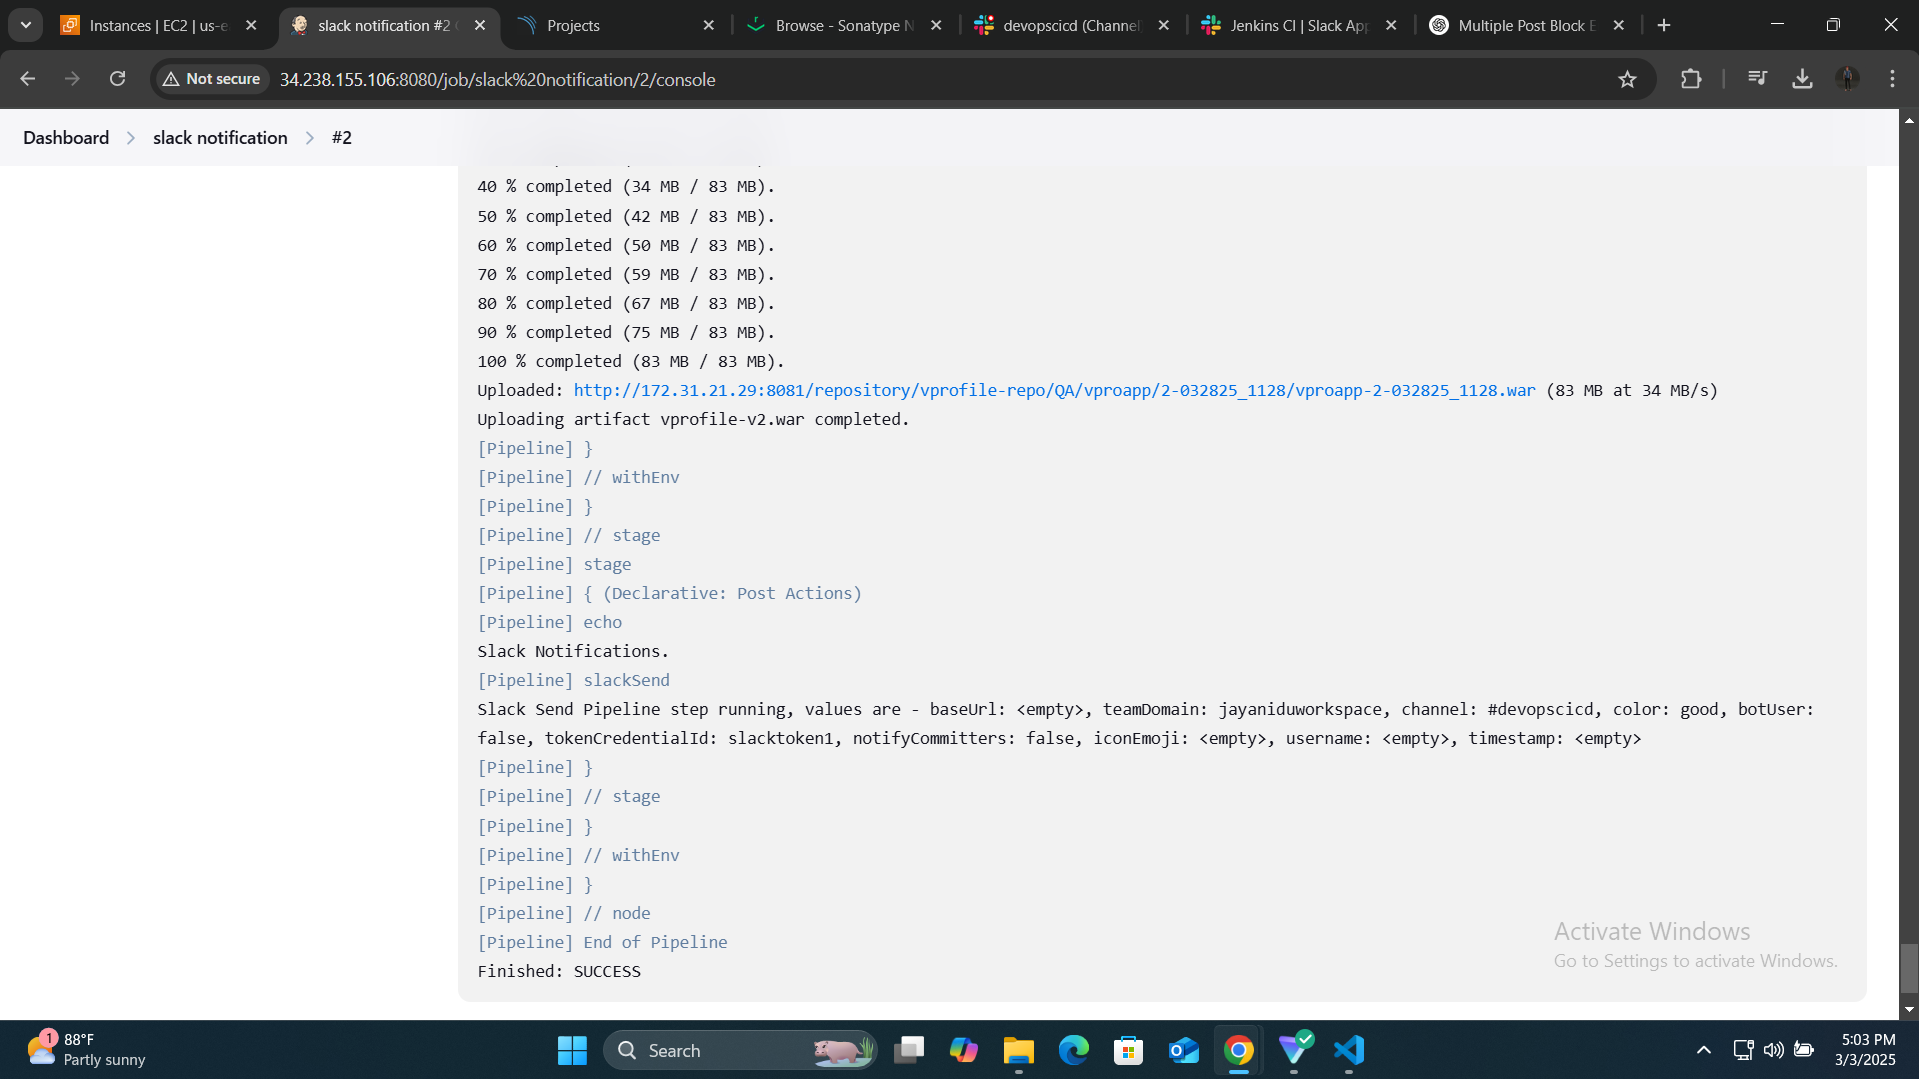 Instances | EC2 | us-e
slack notification #2
Projects
Browse - Sonatype N
devopscicd (Channel
Jenkins CI | Slack App
Multiple Post Block E
Not secure
34.238.155.106:8080/job/slack%20notification/2/console
Dashboard
slack notification
#2
40 % completed (34 MB / 83 MB).
50 % completed (42 MB / 83 MB).
60 % completed (50 MB / 83 MB).
70 % completed (59 MB / 83 MB).
80 % completed (67 MB / 83 MB).
90 % completed (75 MB / 83 MB).
100 % completed (83 MB / 83 MB).
Uploaded: http://172.31.21.29:8081/repository/vprofile-repo/QA/vproapp/2-032825_1128/vproapp-2-032825_1128.war (83 MB at 34 MB/s)
Uploading artifact vprofile-v2.war completed.
[Pipeline] }
[Pipeline] // withEnv
[Pipeline] }
[Pipeline] // stage
[Pipeline] stage
[Pipeline] { (Declarative: Post Actions)
[Pipeline] echo
Slack Notifications.
[Pipeline] slackSend
Slack Send Pipeline step running, values are - baseUrl: <empty>, teamDomain: jayaniduworkspace, channel: #devopscicd, color: good, botUser:
false, tokenCredentialId: slacktoken1, notifyCommitters: false, iconEmoji: <empty>, username: <empty>, timestamp: <empty>
[Pipeline] }
[Pipeline] // stage
[Pipeline] }
[Pipeline] // withEnv
[Pipeline] }
[Pipeline] // node
[Pipeline] End of Pipeline
Finished: SUCCESS
Activate Windows
Go to Settings to activate Windows.
1
88°F
Partly sunny
Search
5:03 PM
3/3/2025